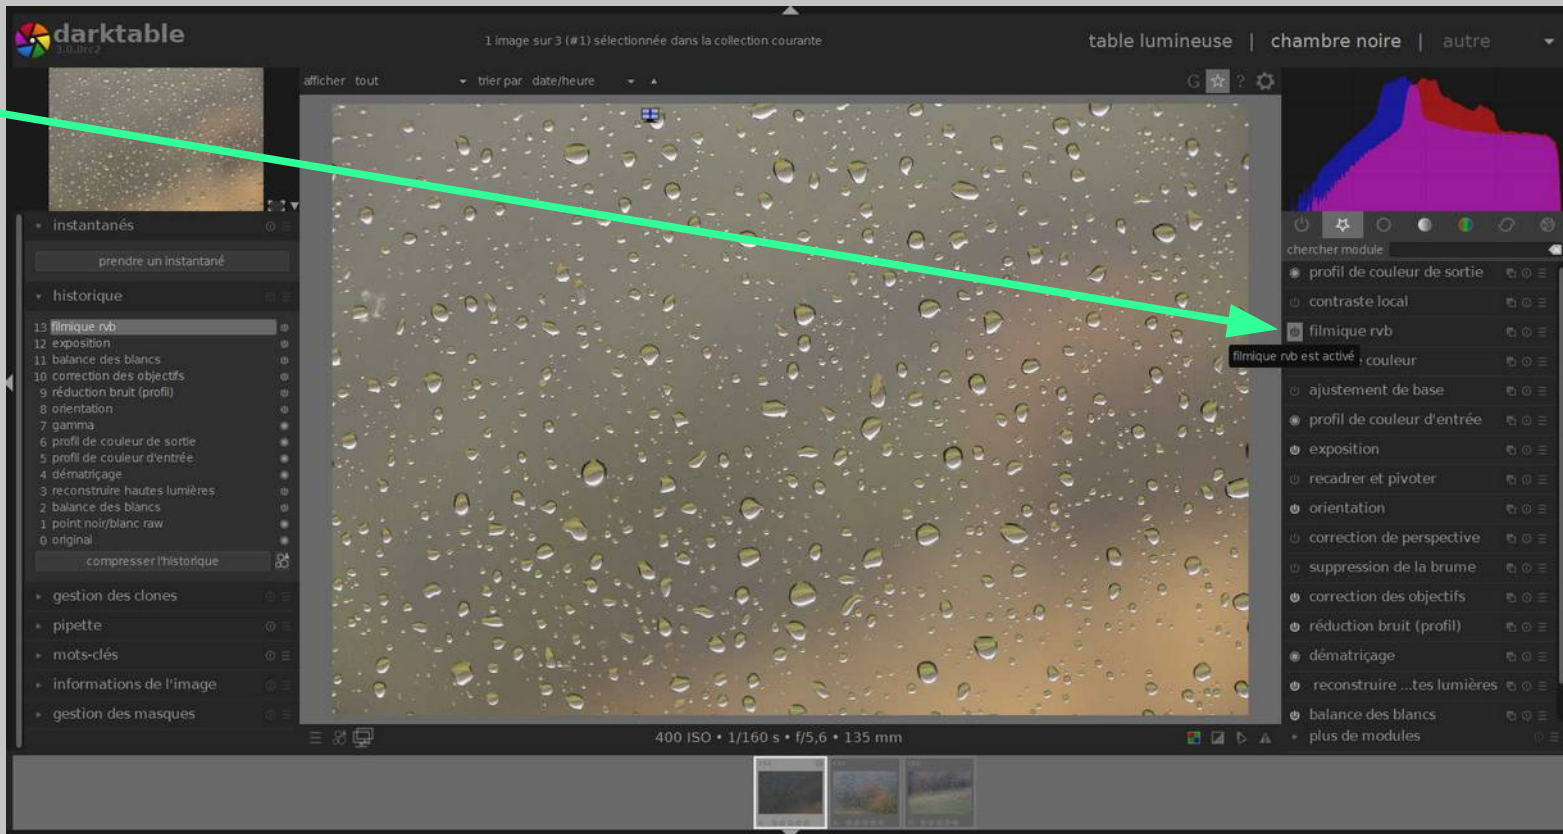 darktable
3.0.0rc2
1 image sur 3 (#1) sélectionnée dans la collection courante
table lumineuse | chambre noire | autre
afficher tout trier par date/heure
G ?
instantanés
prendre un instantané
historique
13 filmique rvb
12 exposition
11 balance des blancs
10 correction des objectifs
9 réduction bruit (profil)
8 orientation
7 gamma
6 profil de couleur de sortie
5 profil de couleur d'entrée
4 dématriçage
3 reconstruire hautes lumières
2 balance des blancs
1 point noir/blanc raw
0 original
compresser l'historique
gestion des clones
pipette
mots-clés
informations de l'image
gestion des masques
400 ISO • 1/160 s • f/5,6 • 135 mm
chercher module
profil de couleur de sortie
contraste local
filmique rvb
filmique rvb est activé
couleur
ajustement de base
profil de couleur d'entrée
exposition
recadrer et pivoter
orientation
correction de perspective
suppression de la brume
correction des objectifs
réduction bruit (profil)
dématriçage
reconstruire ...tes lumières
balance des blancs
plus de modules